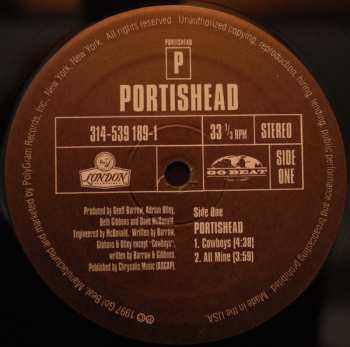 PORTISHEAD
P
PORTISHEAD
314-539 189-1
33 1/3 RPM
STEREO
LONDON
GO BEAT
SIDE ONE
Produced by Geoff Barrow, Adrian Utley,
Beth Gibbons and Dave McDonald
Engineered by McDonald. Written by Barrow,
Gibbons & Utley except "Cowboys",
written by Barrow & Gibbons
Published by Chrysalis Music (ASCAP).
Side One
PORTISHEAD
1. Cowboys [4:38]
2. All Mine [3:59]
℗© 1997 Go! Beat. Manufactured and marketed by PolyGram Records, Inc., New York, New York. All rights reserved. Unauthorized copying, reproduction, hiring, lending, public performance and broadcasting prohibited. Made in the USA.